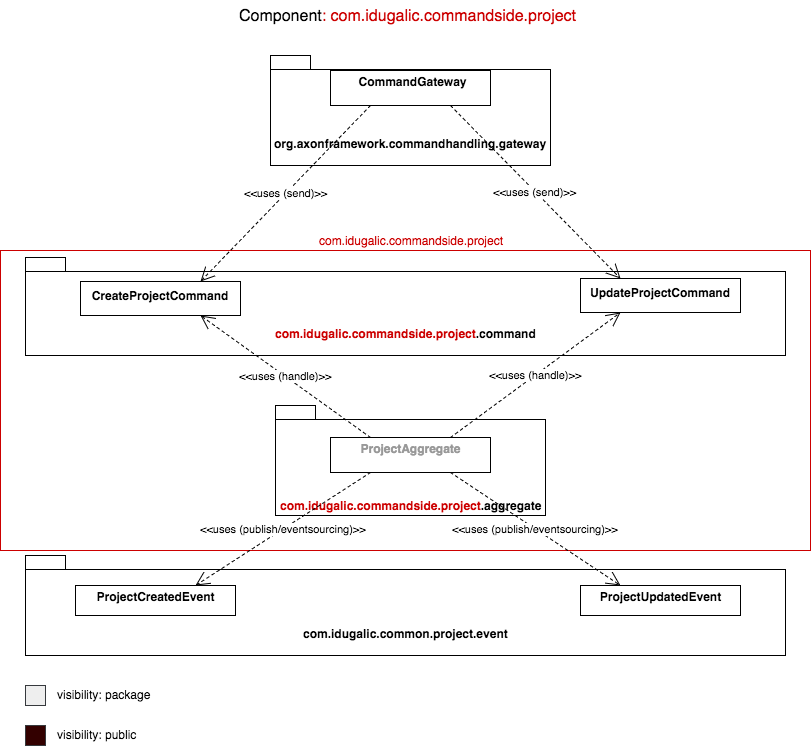 Component: com.idugalic.commandside.project
CommandGateway
org.axonframework.commandhandling.gateway
<<uses (send)>>
<<uses (send)>>
com.idugalic.commandside.project
CreateProjectCommand
UpdateProjectCommand
com.idugalic.commandside.project.command
<<uses (handle)>>
<<uses (handle)>>
ProjectAggregate
com.idugalic.commandside.project.aggregate
<<uses (publish/eventsourcing)>>
<<uses (publish/eventsourcing)>>
ProjectCreatedEvent
ProjectUpdatedEvent
com.idugalic.common.project.event
visibility: package
visibility: public